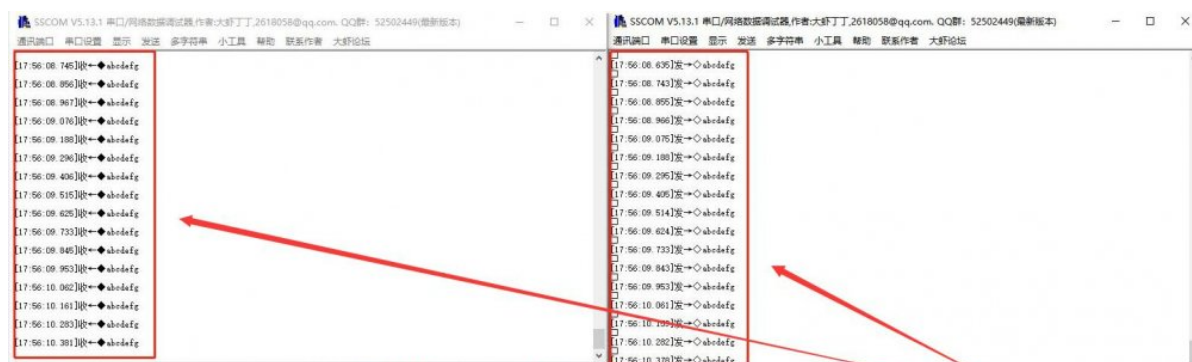 SSCOM V5.13.1 串口/网络数据调试器,作者:大虾丁丁,2618058@qq.com. QQ群: 52502449(最新版本)
通讯端口 串口设置 显示 发送 多字符串 小工具 帮助 联系作者 大虾论坛
[17:56:08.745]收←◆abcdefg
[17:56:08.856]收←◆abcdefg
[17:56:08.967]收←◆abcdefg
[17:56:09.076]收←◆abcdefg
[17:56:09.188]收←◆abcdefg
[17:56:09.296]收←◆abcdefg
[17:56:09.406]收←◆abcdefg
[17:56:09.515]收←◆abcdefg
[17:56:09.625]收←◆abcdefg
[17:56:09.733]收←◆abcdefg
[17:56:09.845]收←◆abcdefg
[17:56:09.953]收←◆abcdefg
[17:56:10.062]收←◆abcdefg
[17:56:10.161]收←◆abcdefg
[17:56:10.283]收←◆abcdefg
[17:56:10.381]收←◆abcdefg
SSCOM V5.13.1 串口/网络数据调试器,作者:大虾丁丁,2618058@qq.com. QQ群: 52502449(最新版本)
通讯端口 串口设置 显示 发送 多字符串 小工具 帮助 联系作者 大虾论坛
[17:56:08.635]发→◇abcdefg
[17:56:08.743]发→◇abcdefg
[17:56:08.855]发→◇abcdefg
[17:56:08.966]发→◇abcdefg
[17:56:09.075]发→◇abcdefg
[17:56:09.188]发→◇abcdefg
[17:56:09.295]发→◇abcdefg
[17:56:09.405]发→◇abcdefg
[17:56:09.514]发→◇abcdefg
[17:56:09.624]发→◇abcdefg
[17:56:09.733]发→◇abcdefg
[17:56:09.843]发→◇abcdefg
[17:56:09.953]发→◇abcdefg
[17:56:10.061]发→◇abcdefg
发→◇abcdefg
[17:56:10.282]发→◇abcdefg
[17:56:10.378]发→◇abcdefg